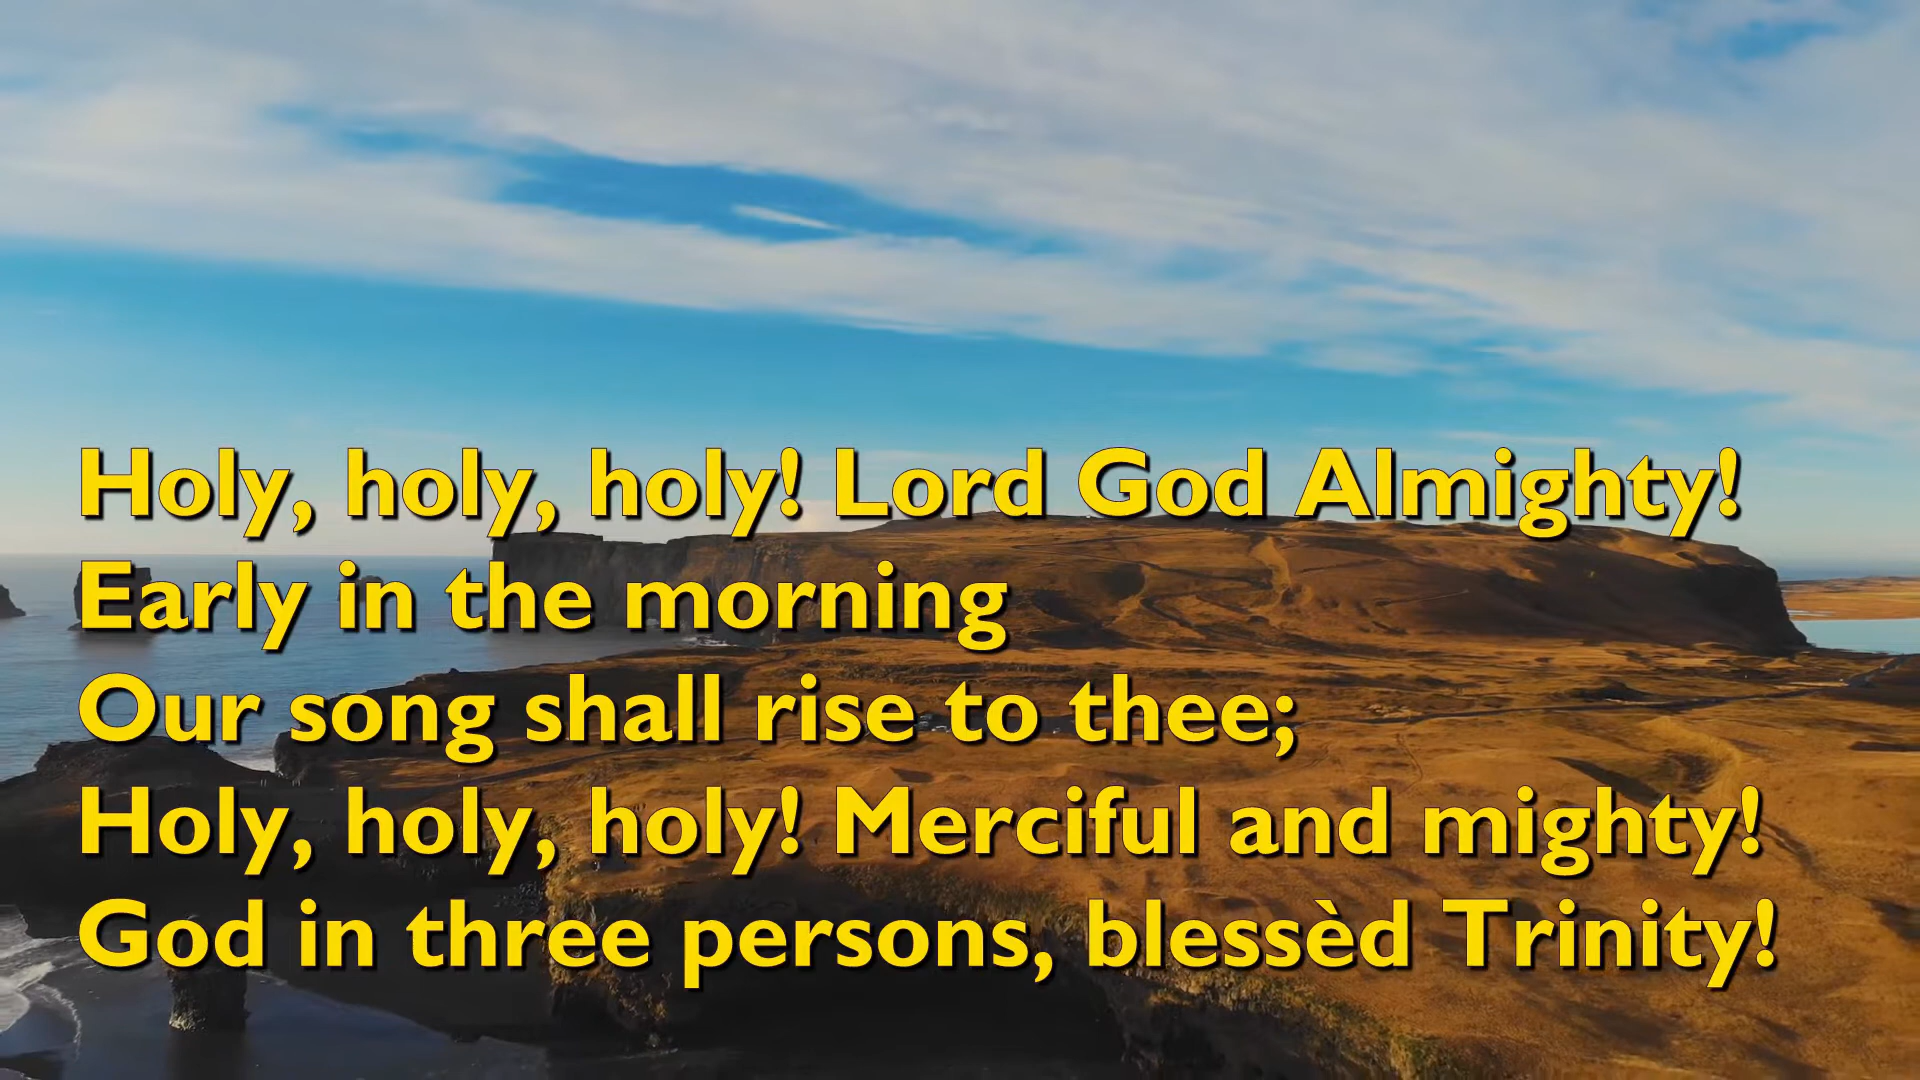 Holy, holy, holy! Lord God Almighty!
Early in the morning
Our song shall rise to thee;
Holy, holy, holy! Merciful and mighty!
God in three persons, blessèd Trinity!